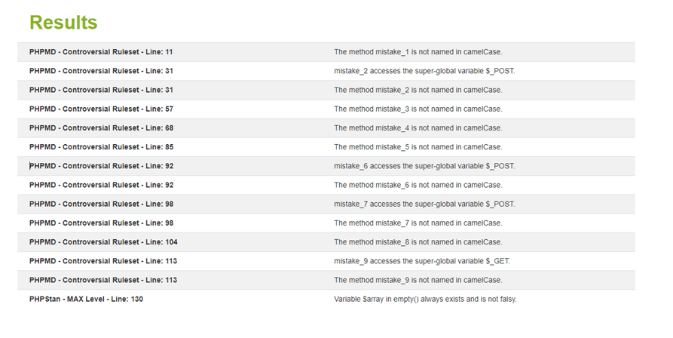 Results
PHPMD - Controversial Ruleset - Line: 11 The method mistake_1 is not named in camelCase.
PHPMD - Controversial Ruleset - Line: 31 mistake_2 accesses the super-global variable $_POST.
PHPMD - Controversial Ruleset - Line: 31 The method mistake_2 is not named in camelCase.
PHPMD - Controversial Ruleset - Line: 57 The method mistake_3 is not named in camelCase.
PHPMD - Controversial Ruleset - Line: 68 The method mistake_4 is not named in camelCase.
PHPMD - Controversial Ruleset - Line: 85 The method mistake_5 is not named in camelCase.
PHPMD - Controversial Ruleset - Line: 92 mistake_6 accesses the super-global variable $_POST.
PHPMD - Controversial Ruleset - Line: 92 The method mistake_6 is not named in camelCase.
PHPMD - Controversial Ruleset - Line: 98 mistake_7 accesses the super-global variable $_POST.
PHPMD - Controversial Ruleset - Line: 98 The method mistake_7 is not named in camelCase.
PHPMD - Controversial Ruleset - Line: 104 The method mistake_8 is not named in camelCase.
PHPMD - Controversial Ruleset - Line: 113 mistake_9 accesses the super-global variable $_GET.
PHPMD - Controversial Ruleset - Line: 113 The method mistake_9 is not named in camelCase.
PHPStan - MAX Level - Line: 130 Variable $array in empty() always exists and is not falsy.